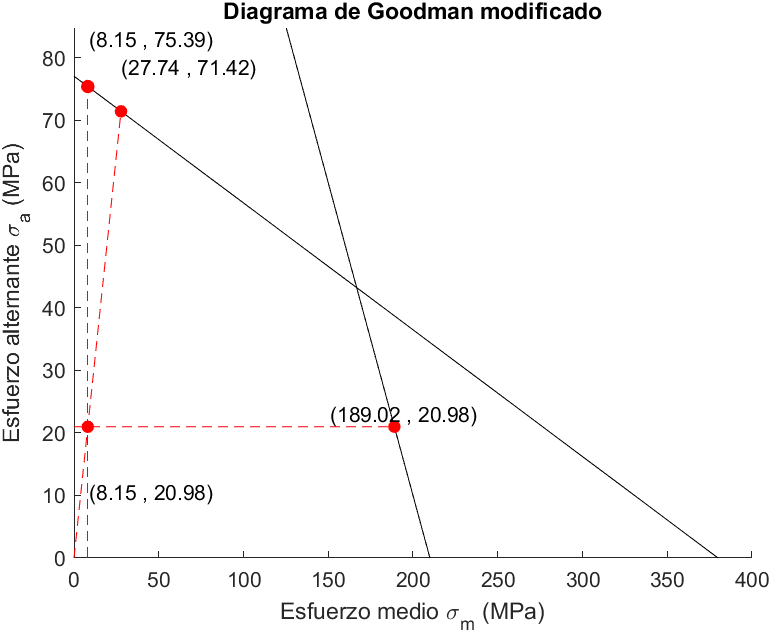 Diagrama de Goodman modificado
(8.15 , 75.39)
(27.74 , 71.42)
(189.02 , 20.98)
(8.15 , 20.98)
Esfuerzo alternante σa (MPa)
80
70
60
50
40
30
20
10
0
0 50 100 150 200 250 300 350 400
Esfuerzo medio σm (MPa)